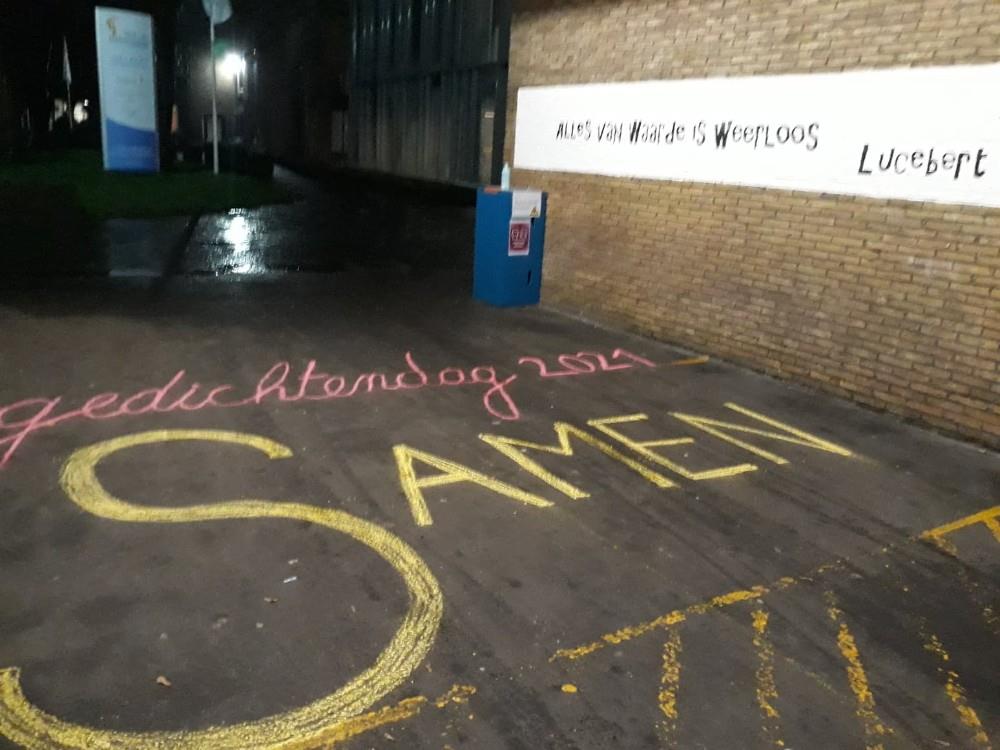 Alles van Waarde is Weerloos
Lucebert
gedichtendag 2021
SAMEN